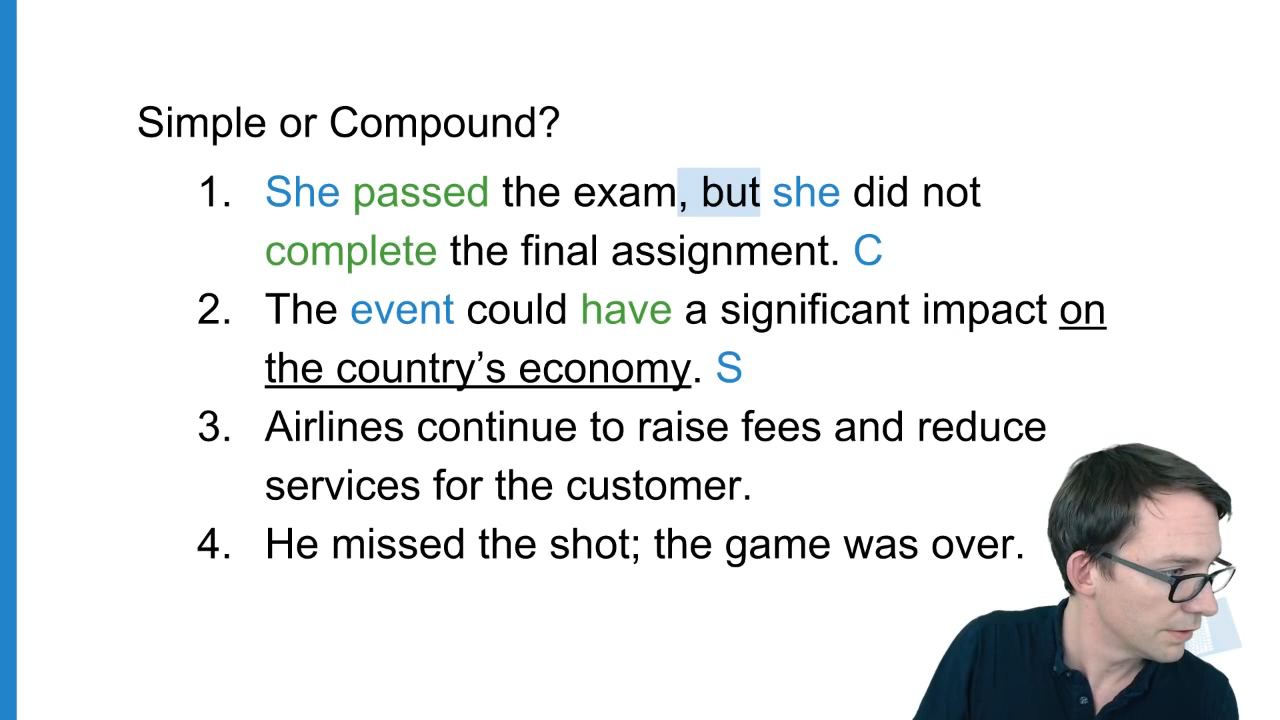 Simple or Compound?
1. She passed the exam, but she did not
complete the final assignment. C
2. The event could have a significant impact on
the country’s economy. S
3. Airlines continue to raise fees and reduce
services for the customer.
4. He missed the shot; the game was over.